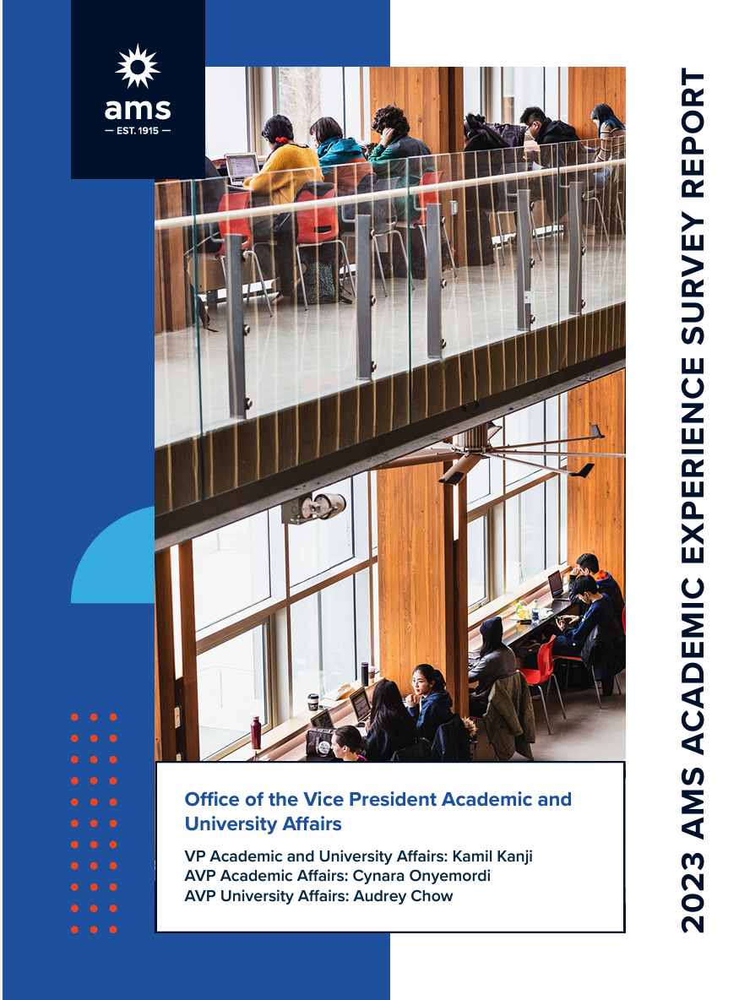 ams
EST. 1915
2023 AMS ACADEMIC EXPERIENCE SURVEY REPORT
Office of the Vice President Academic and
University Affairs
VP Academic and University Affairs: Kamil Kanji
AVP Academic Affairs: Cynara Onyemordi
AVP University Affairs: Audrey Chow